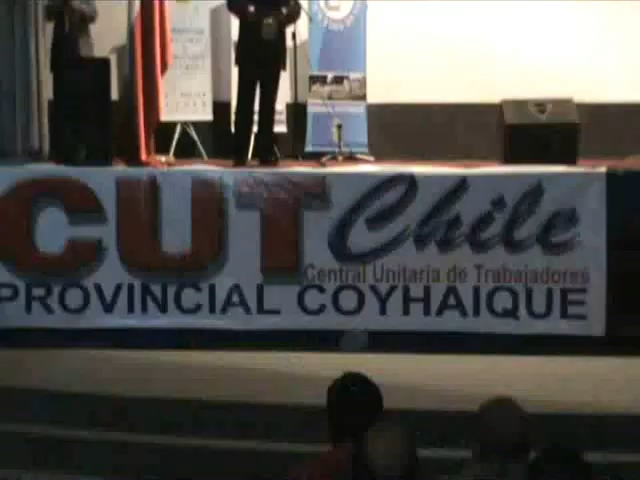 CUT Chile
Central Unitaria de Trabajadores
PROVINCIAL COYHAIQUE